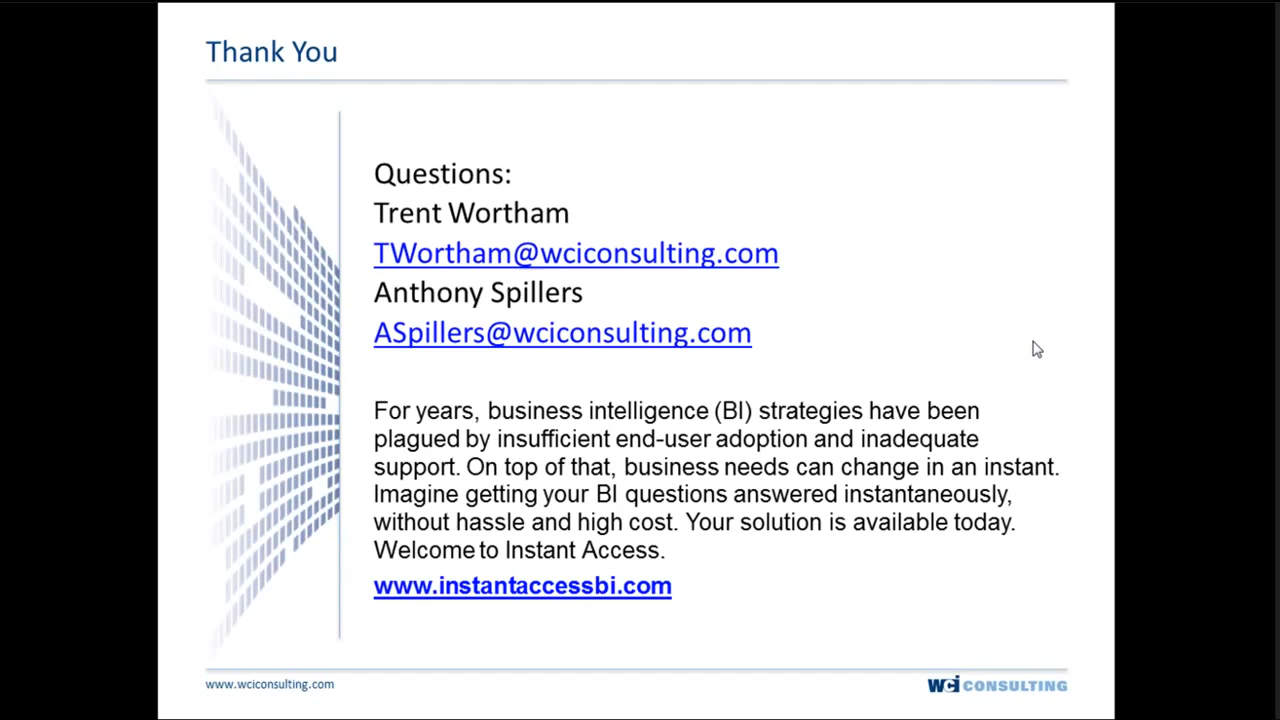 Thank You
Questions:
Trent Wortham
TWortham@wciconsulting.com
Anthony Spillers
ASpillers@wciconsulting.com
For years, business intelligence (BI) strategies have been
plagued by insufficient end-user adoption and inadequate
support. On top of that, business needs can change in an instant.
Imagine getting your BI questions answered instantaneously,
without hassle and high cost. Your solution is available today.
Welcome to Instant Access.
www.instantaccessbi.com
www.wciconsulting.com
wci CONSULTING